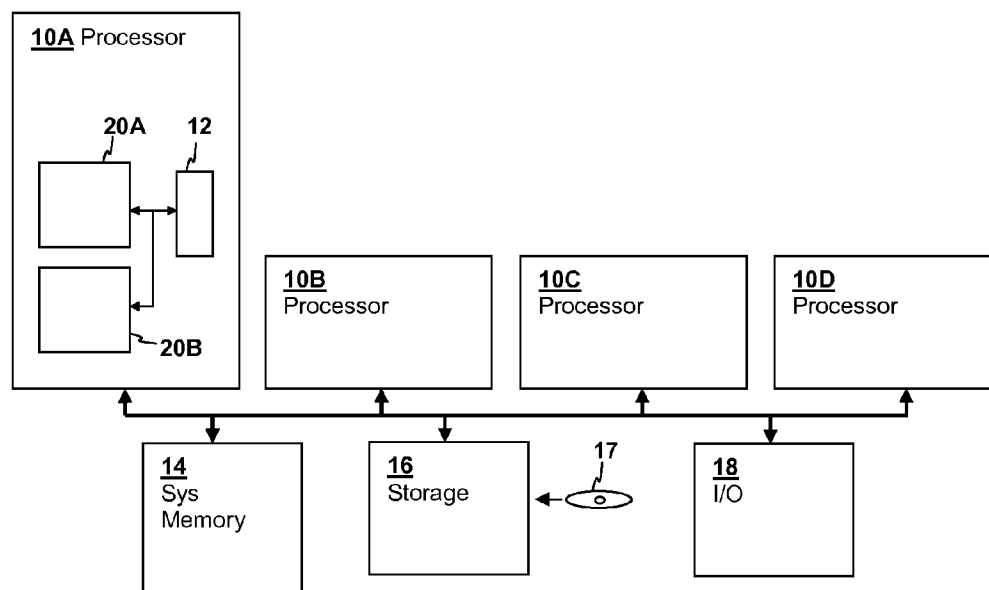 10A Processor
20A
12
20B
10B
Processor
10C
Processor
10D
Processor
14
Sys
Memory
16
Storage
17
18
I/O